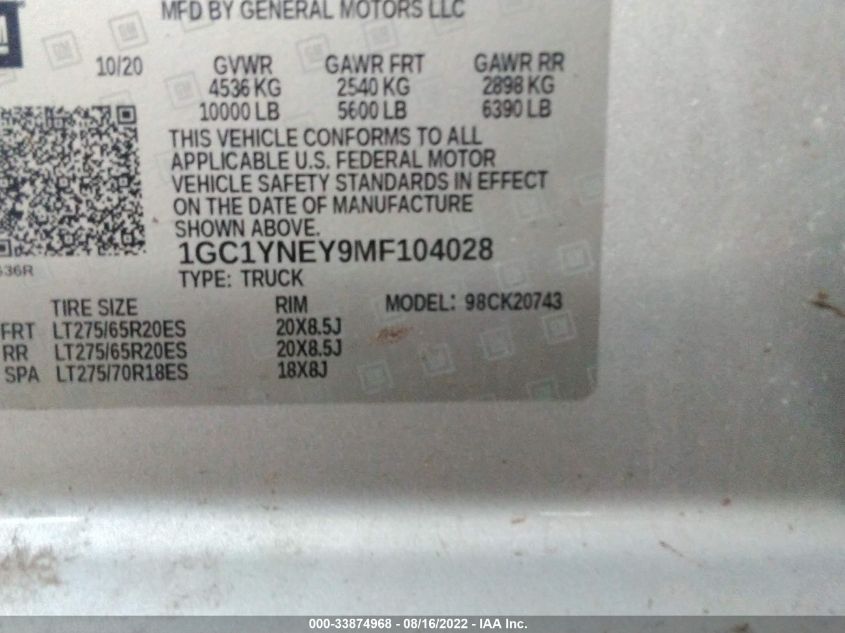 MFD BY GENERAL MOTORS LLC
10/20 GVWR GAWR FRT GAWR RR
4536 KG 2540 KG 2898 KG
10000 LB 5600 LB 6390 LB
THIS VEHICLE CONFORMS TO ALL
APPLICABLE U.S. FEDERAL MOTOR
VEHICLE SAFETY STANDARDS IN EFFECT
ON THE DATE OF MANUFACTURE
SHOWN ABOVE.
1GC1YNEY9MF104028
TYPE: TRUCK
TIRE SIZE RIM MODEL: 98CK20743
FRT LT275/65R20ES 20X8.5J
RR LT275/65R20ES 20X8.5J
SPA LT275/70R18ES 18X8J
000-33874968 - 08/16/2022 - IAA Inc.